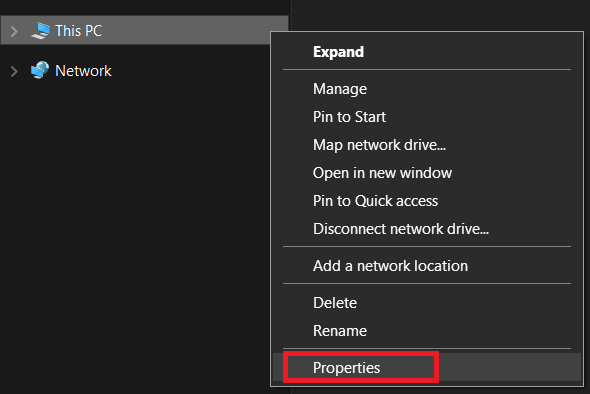 This PC
Network
Expand
Manage
Pin to Start
Map network drive...
Open in new window
Pin to Quick access
Disconnect network drive...
Add a network location
Delete
Rename
Properties